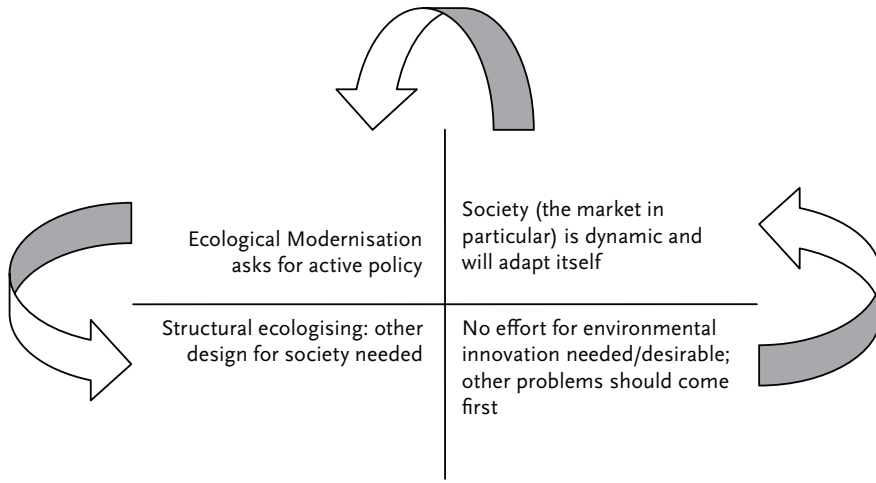 Ecological Modernisation
asks for active policy
Society (the market in
particular) is dynamic and
will adapt itself
Structural ecologising: other
design for society needed
No effort for environmental
innovation needed/desirable;
other problems should come
first